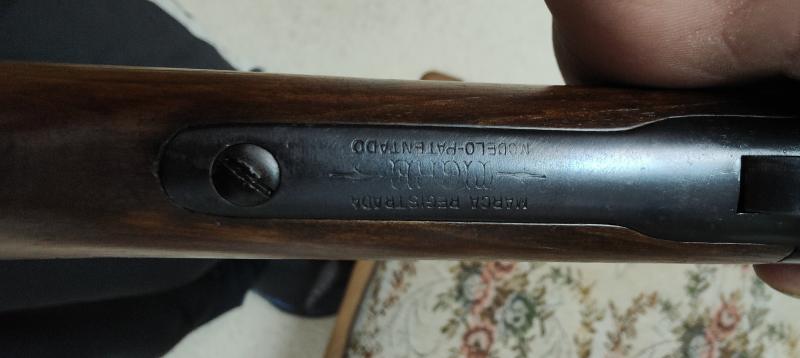 MARCA REGISTRADA
MODELO-PATENTADO